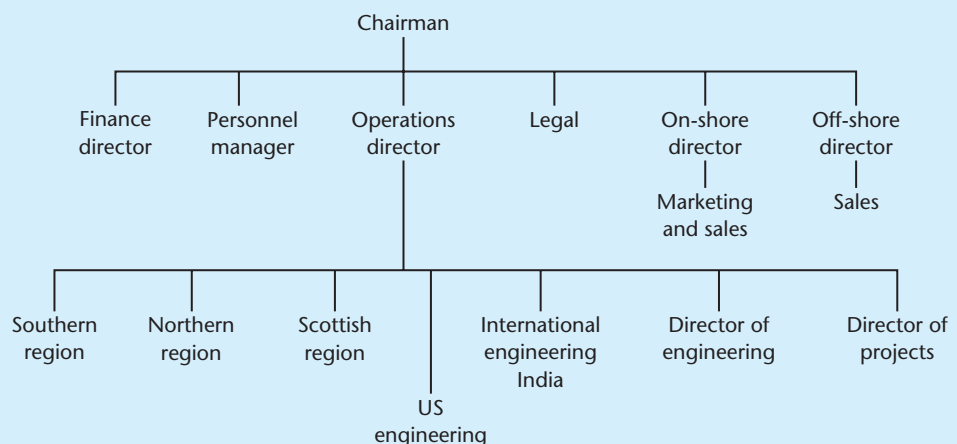 Chairman
Finance
director
Personnel
manager
Operations
director
Legal
On-shore
director
Off-shore
director
Marketing
and sales
Sales
Southern
region
Northern
region
Scottish
region
US
engineering
International
engineering
India
Director of
engineering
Director of
projects